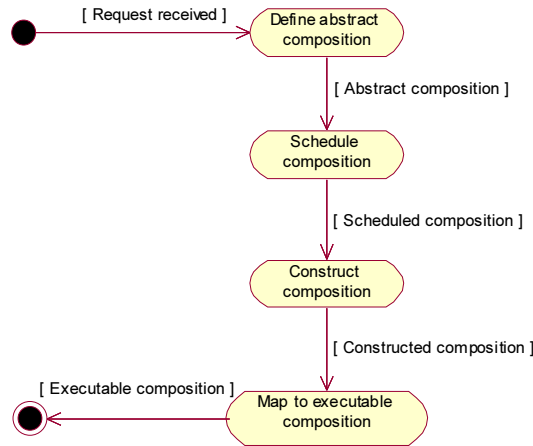 [ Request received ]
Define abstract
composition
[ Abstract composition ]
Schedule
composition
[ Scheduled composition ]
Construct
composition
[ Constructed composition ]
[ Executable composition ]
Map to executable
composition